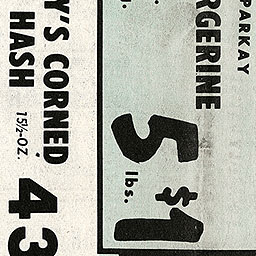 PARKAY
RGERINE
5 lbs. $1
Y'S CORNED
HASH
15½-OZ. 43